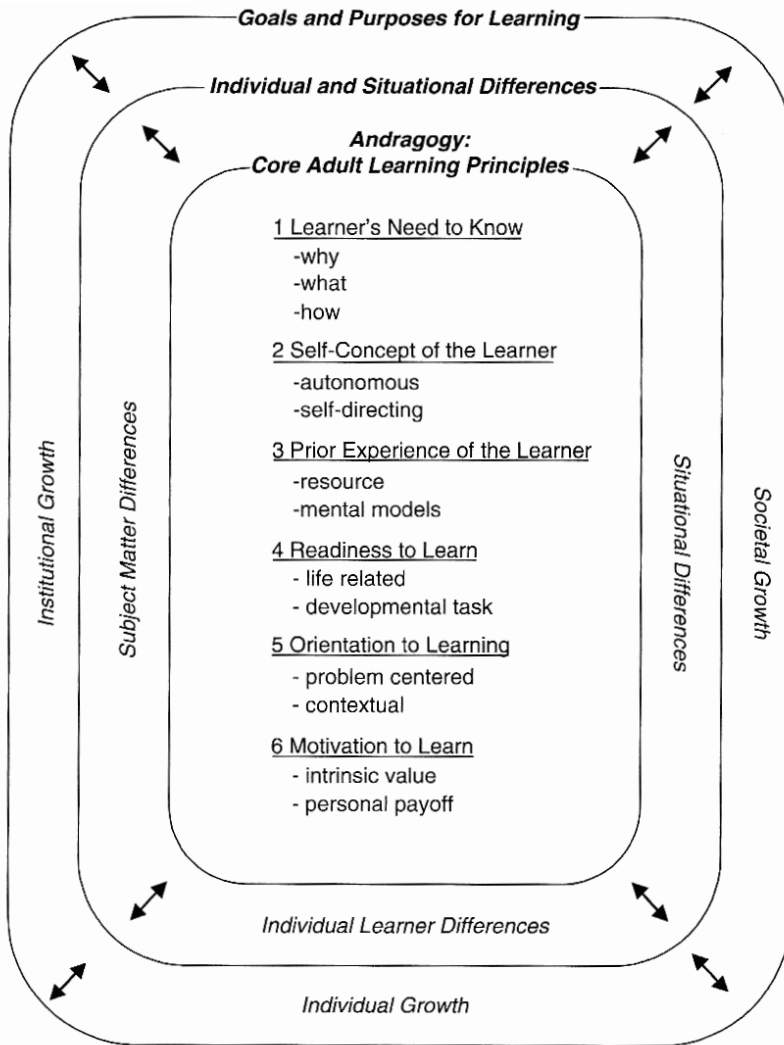 Goals and Purposes for Learning
Individual and Situational Differences
Andragogy:
Core Adult Learning Principles
1 Learner's Need to Know
-why
-what
-how
2 Self-Concept of the Learner
-autonomous
-self-directing
3 Prior Experience of the Learner
-resource
-mental models
4 Readiness to Learn
- life related
- developmental task
5 Orientation to Learning
- problem centered
- contextual
6 Motivation to Learn
- intrinsic value
- personal payoff
Institutional Growth
Subject Matter Differences
Situational Differences
Societal Growth
Individual Learner Differences
Individual Growth